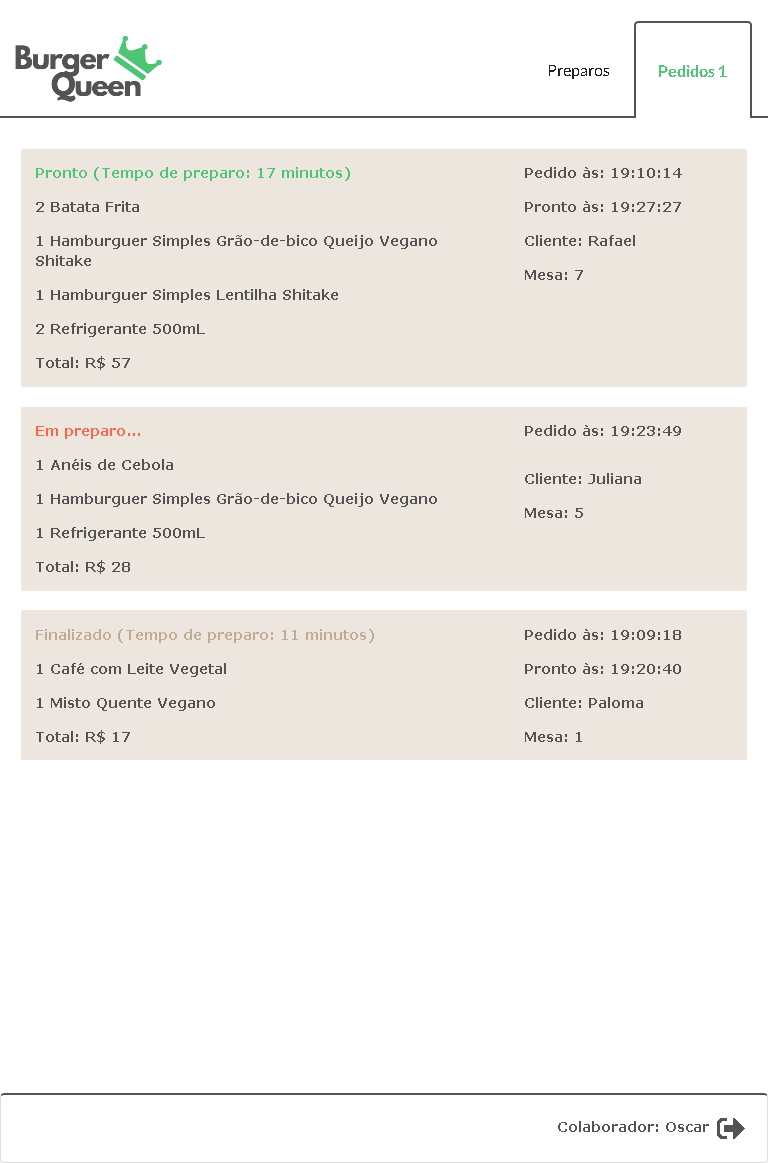 Burger
Queen
Preparos
Pedidos 1
Pronto (Tempo de preparo: 17 minutos)
2 Batata Frita
1 Hamburguer Simples Grão-de-bico Queijo Vegano
Shitake
1 Hamburguer Simples Lentilha Shitake
2 Refrigerante 500mL
Total: R$ 57
Pedido às: 19:10:14
Pronto às: 19:27:27
Cliente: Rafael
Mesa: 7
Em preparo...
1 Anéis de Cebola
1 Hamburguer Simples Grão-de-bico Queijo Vegano
1 Refrigerante 500mL
Total: R$ 28
Pedido às: 19:23:49
Cliente: Juliana
Mesa: 5
Finalizado (Tempo de preparo: 11 minutos)
1 Café com Leite Vegetal
1 Misto Quente Vegano
Total: R$ 17
Pedido às: 19:09:18
Pronto às: 19:20:40
Cliente: Paloma
Mesa: 1
Colaborador: Oscar